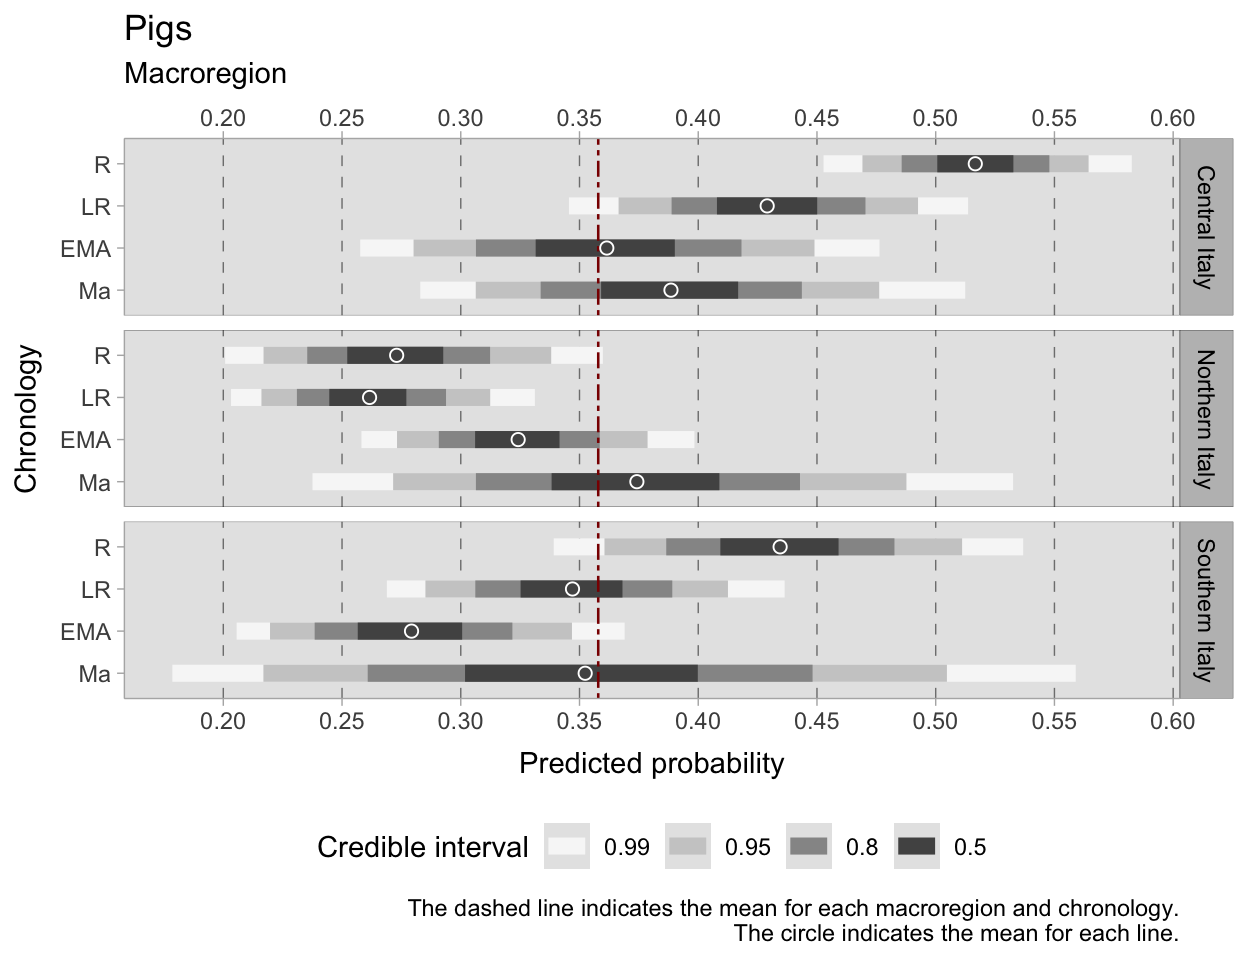 Pigs
Macroregion
0.20 0.25 0.30 0.35 0.40 0.45 0.50 0.55 0.60
R
LR
EMA
Ma
Central Italy
R
LR
EMA
Ma
Northern Italy
R
LR
EMA
Ma
Southern Italy
Chronology
0.20 0.25 0.30 0.35 0.40 0.45 0.50 0.55 0.60
Predicted probability
Credible interval 0.99 0.95 0.8 0.5
The dashed line indicates the mean for each macroregion and chronology.
The circle indicates the mean for each line.